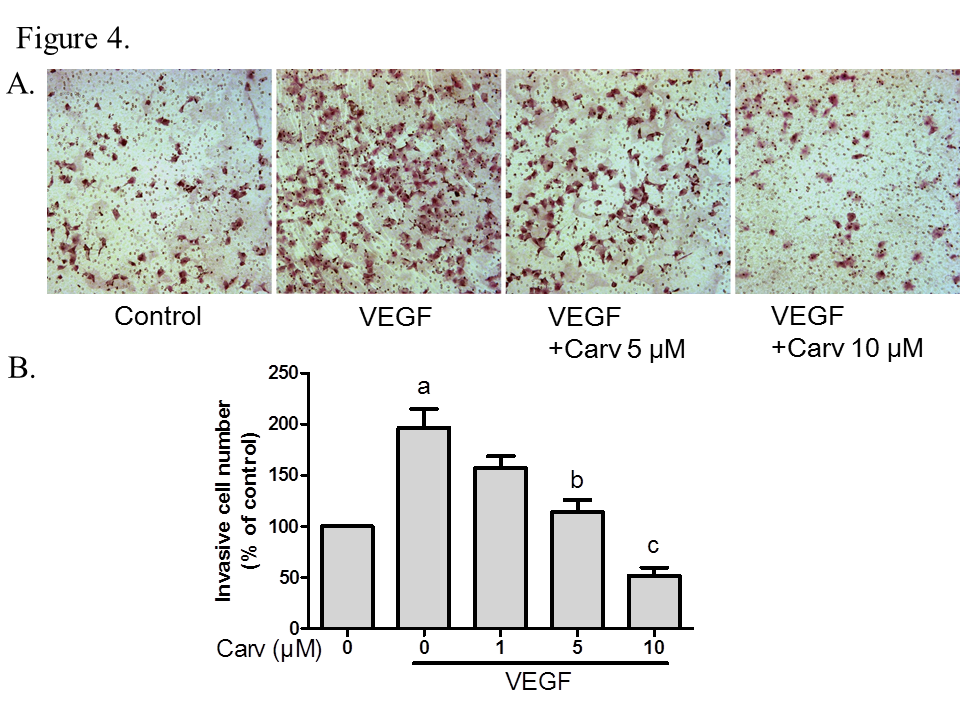 Figure 4.
A.
Control
VEGF
VEGF
+Carv 5 μM
VEGF
+Carv 10 μM
B.
Invasive cell number
(% of control)
250
200
150
100
50
0
a
b
c
Carv (μM) 0 0 1 5 10
VEGF